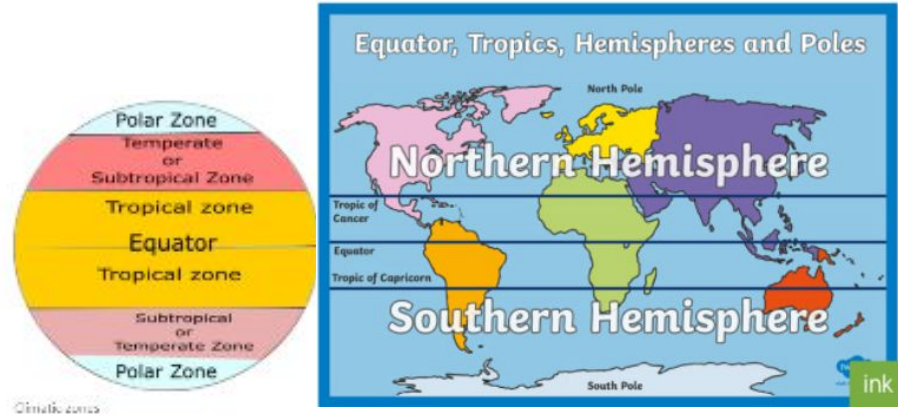 Polar Zone
Temperate
or
Subtropical Zone
Tropical zone
Equator
Tropical zone
Subtropical
or
Temperate Zone
Polar Zone
Climatic zones
Equator, Tropics, Hemispheres and Poles
North Pole
Northern Hemisphere
Tropic of
Cancer
Equator
Tropic of Capricorn
Southern Hemisphere
South Pole
ink